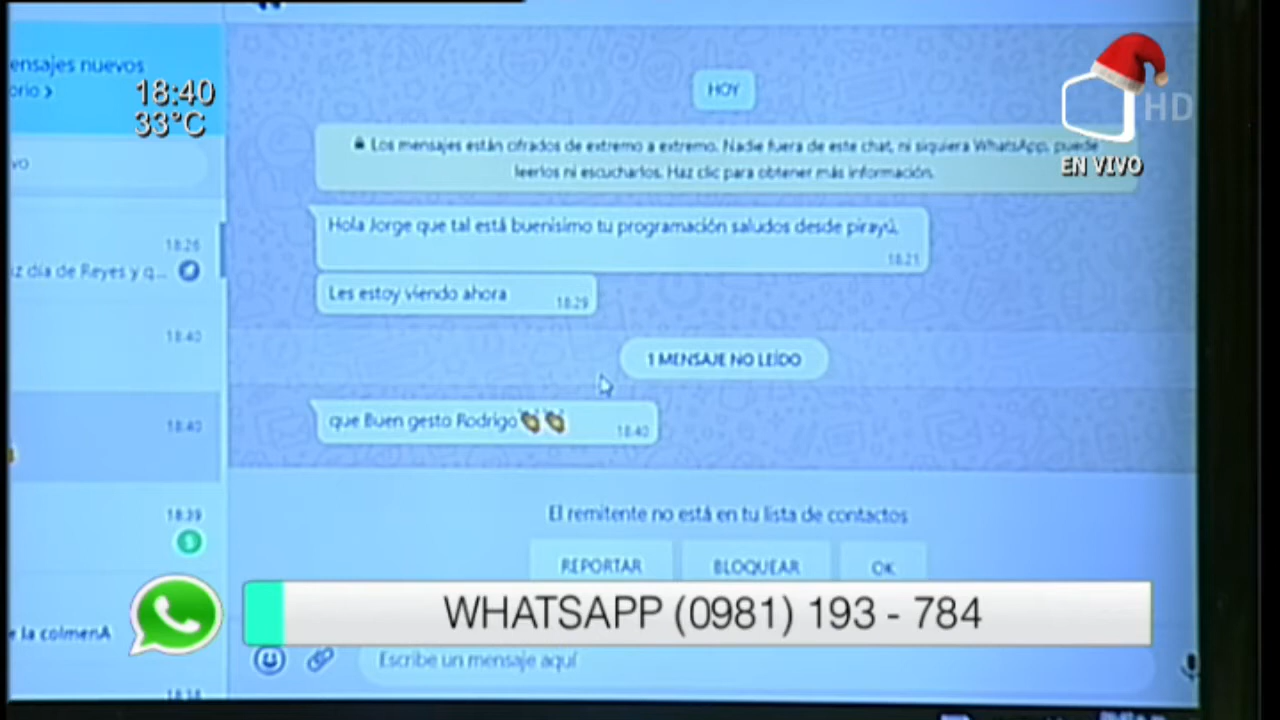 ensajes nuevos
18:40
33°C
HOY
HD
EN VIVO
Los mensajes están cifrados de extremo a extremo. Nadie fuera de este chat, ni siquiera WhatsApp, puede
leerlos ni escucharlos. Haz clic para obtener más información.
Hola Jorge que tal está buenisimo tu programación saludos desde pirayú.
18:21
18:26
z día de Reyes y q...
Les estoy viendo ahora
18:29
18:40
1 MENSAJE NO LEÍDO
que Buen gesto Rodrigo👏👏
18:40
18:40
18:39
El remitente no está en tu lista de contactos
REPORTAR
BLOQUEAR
OK
WHATSAPP (0981) 193 - 784
la colmenA
Escribe un mensaje aquí
18:38